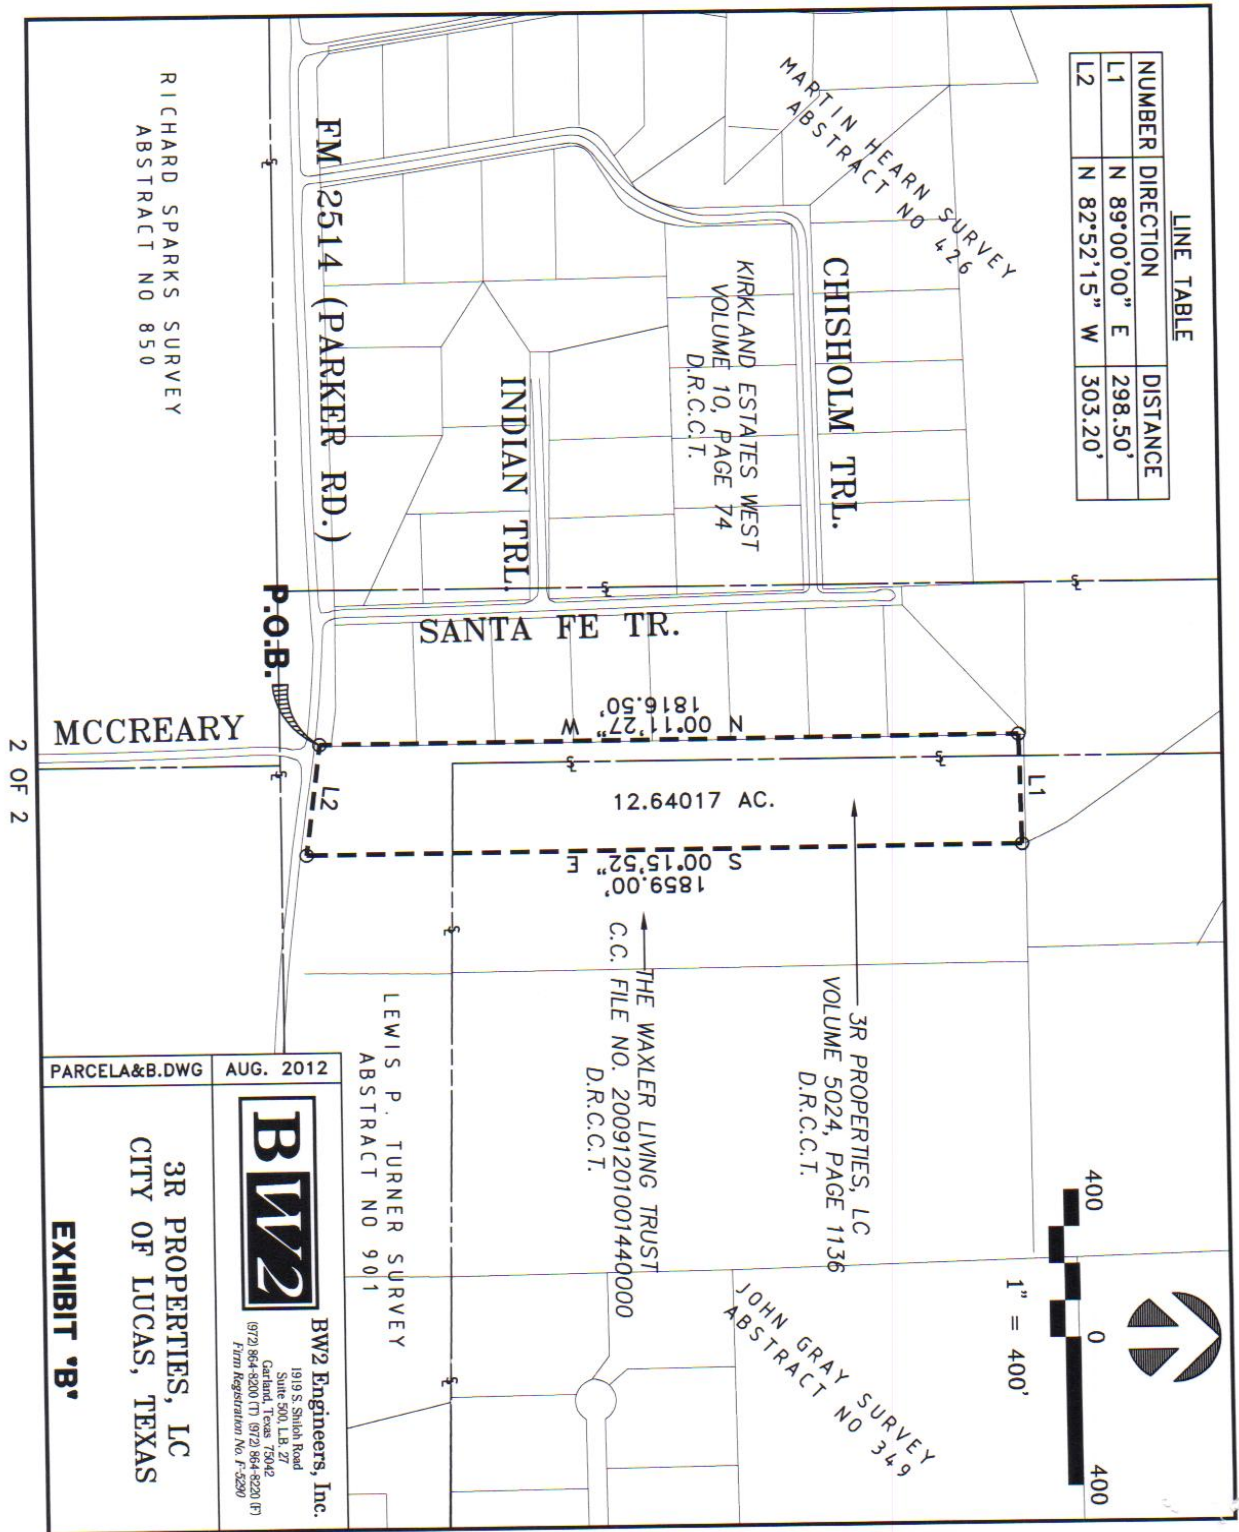 LINE TABLE
NUMBER DIRECTION DISTANCE
L1 N 89°00'00" E 298.50'
L2 N 82°52'15" W 303.20'
MARTIN HEARN SURVEY
ABSTRACT NO 426
CHISHOLM TRL.
KIRKLAND ESTATES WEST
VOLUME 10, PAGE 74
D.R.C.C.T.
INDIAN TRL.
FM 2514 (PARKER RD.)
RICHARD SPARKS SURVEY
ABSTRACT NO 850
SANTA FE TR.
P.O.B.
MCCREARY
N 00°11'27" W
1816.50'
L1
L2
12.64017 AC.
S 00°15'52" E
1859.00'
3R PROPERTIES, LC
VOLUME 5024, PAGE 1136
D.R.C.C.T.
THE WAXLER LIVING TRUST
C.C. FILE NO. 20091201001440000
D.R.C.C.T.
LEWIS P. TURNER SURVEY
ABSTRACT NO 901
JOHN GRAY SURVEY
ABSTRACT NO 349
400 0 400
1" = 400'
BW2
BW2 Engineers, Inc.
1919 S. Shiloh Road
Suite 500, L.B. 27
Garland, Texas 75042
(972) 864-8200 (T) (972) 864-8220 (F)
Firm Registration No. F-5290
AUG. 2012
PARCELA&B.DWG
3R PROPERTIES, LC
CITY OF LUCAS, TEXAS
EXHIBIT "B"
2 OF 2